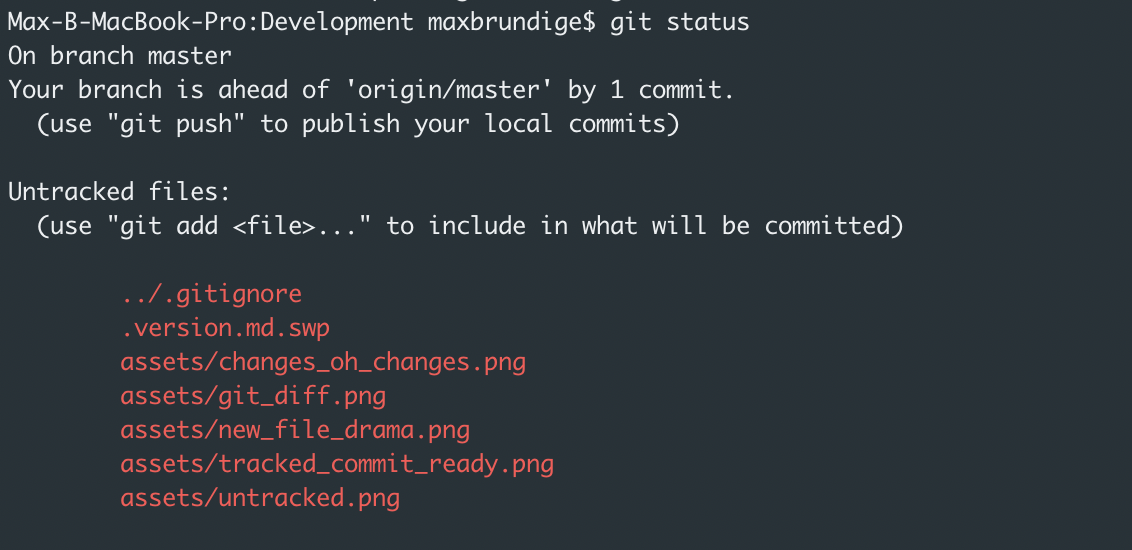 Max-B-MacBook-Pro:Development maxbrundige$ git status
On branch master
Your branch is ahead of 'origin/master' by 1 commit.
  (use "git push" to publish your local commits)

Untracked files:
  (use "git add <file>..." to include in what will be committed)

        ../.gitignore
        .version.md.swp
        assets/changes_oh_changes.png
        assets/git_diff.png
        assets/new_file_drama.png
        assets/tracked_commit_ready.png
        assets/untracked.png